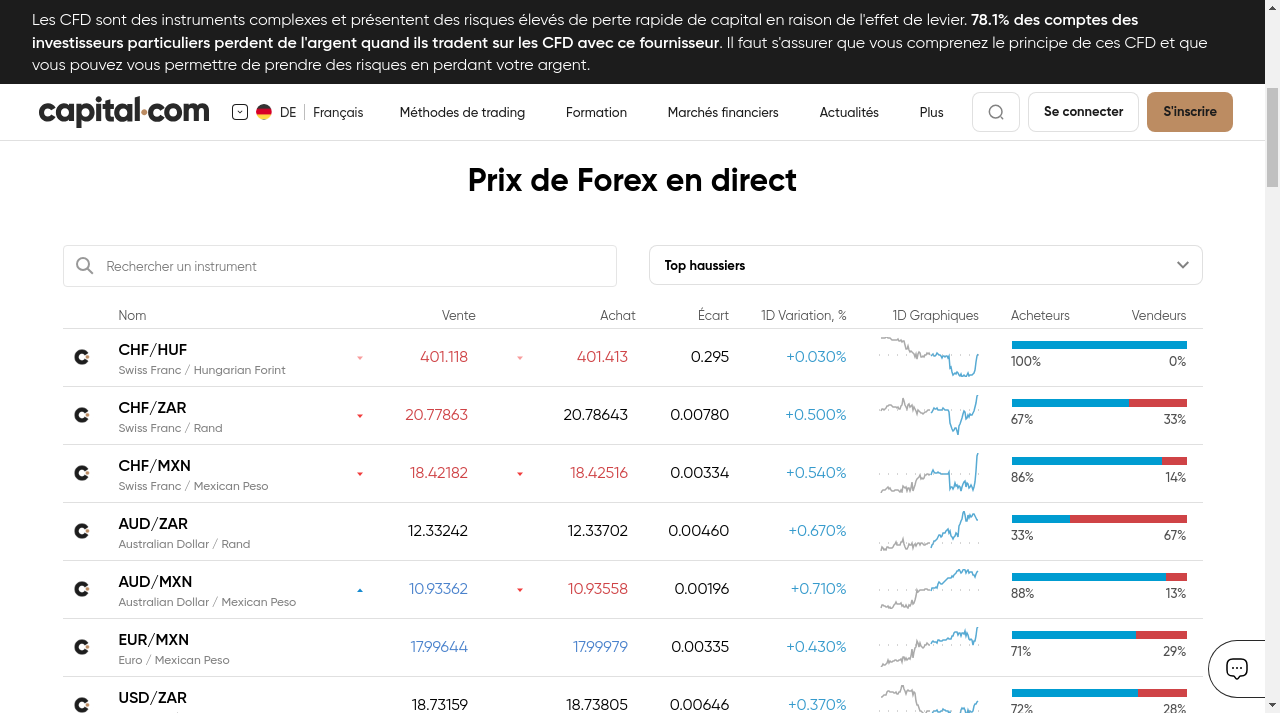 Les CFD sont des instruments complexes et présentent des risques élevés de perte rapide de capital en raison de l'effet de levier. 78.1% des comptes des
investisseurs particuliers perdent de l'argent quand ils tradent sur les CFD avec ce fournisseur. Il faut s'assurer que vous comprenez le principe de ces CFD et que
vous pouvez vous permettre de prendre des risques en perdant votre argent.
capital.com DE Français Méthodes de trading Formation Marchés financiers Actualités Plus Se connecter S'inscrire
Prix de Forex en direct
Rechercher un instrument Top haussiers
Nom Vente Achat Écart 1D Variation, % 1D Graphiques Acheteurs Vendeurs
CHF/HUF 401.118 401.413 0.295 +0.030% 100% 0%
Swiss Franc / Hungarian Forint
CHF/ZAR 20.77863 20.78643 0.00780 +0.500% 67% 33%
Swiss Franc / Rand
CHF/MXN 18.42182 18.42516 0.00334 +0.540% 86% 14%
Swiss Franc / Mexican Peso
AUD/ZAR 12.33242 12.33702 0.00460 +0.670% 33% 67%
Australian Dollar / Rand
AUD/MXN 10.93362 10.93558 0.00196 +0.710% 88% 13%
Australian Dollar / Mexican Peso
EUR/MXN 17.99644 17.99979 0.00335 +0.430% 71% 29%
Euro / Mexican Peso
USD/ZAR 18.73159 18.73805 0.00646 +0.370% 72% 28%